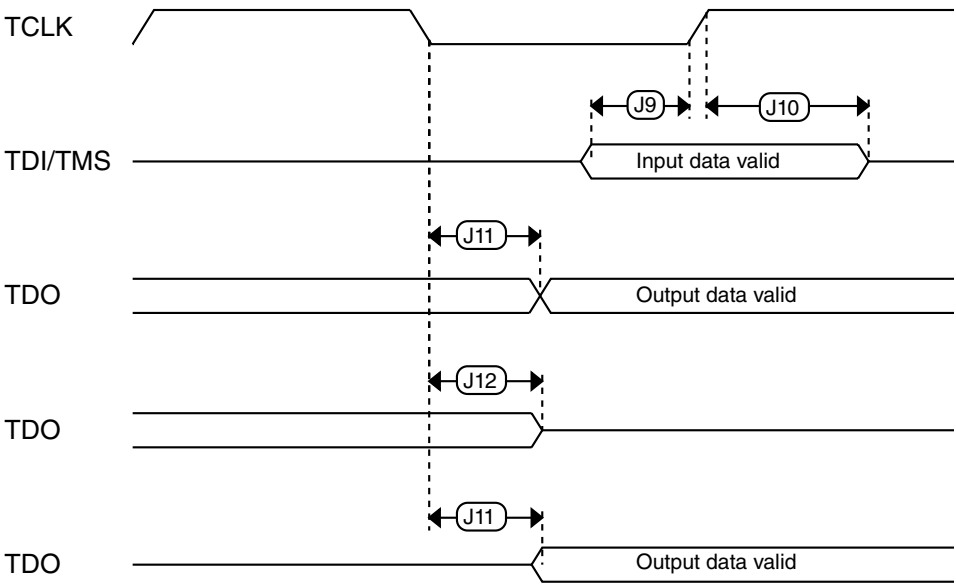 TCLK
J9
J10
TDI/TMS
Input data valid
J11
TDO
Output data valid
J12
TDO
J11
TDO
Output data valid